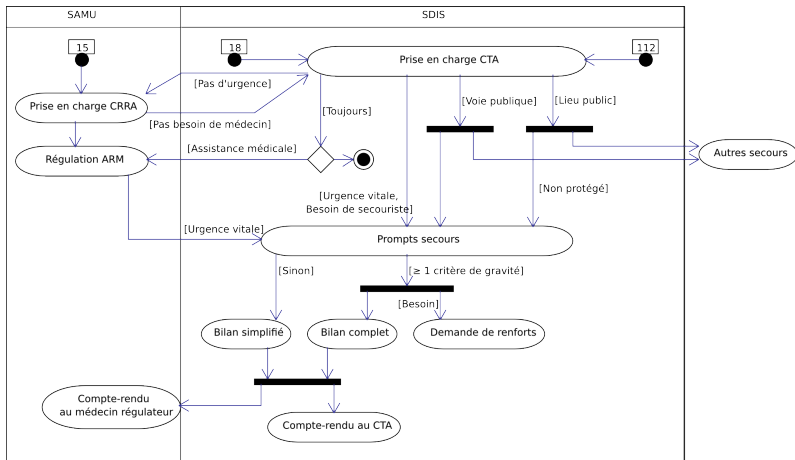 SAMU
SDIS
15
18
112
Prise en charge CTA
[Pas d'urgence]
Prise en charge CRRA
[Pas besoin de médecin]
[Toujours]
[Voie publique]
[Lieu public]
Régulation ARM
[Assistance médicale]
Autres secours
[Urgence vitale,
Besoin de secouriste]
[Non protégé]
[Urgence vitale]
Prompts secours
[Sinon]
[≥ 1 critère de gravité]
[Besoin]
Bilan simplifié
Bilan complet
Demande de renforts
Compte-rendu
au médecin régulateur
Compte-rendu au CTA